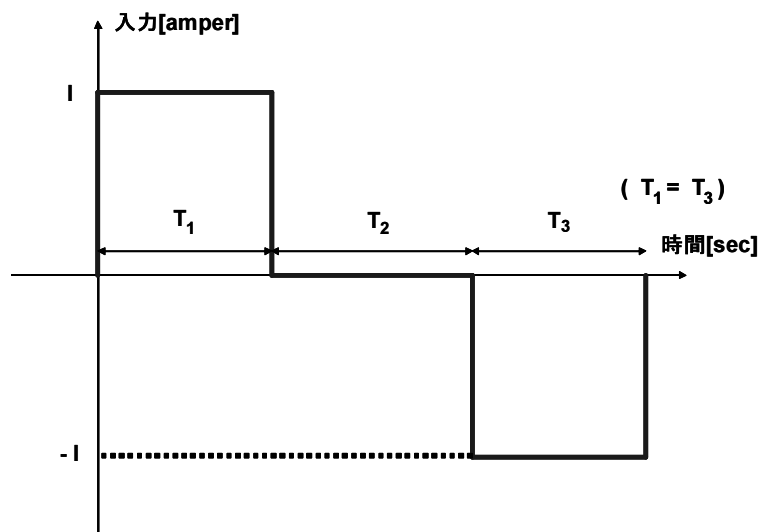 入力[amper]
I
( T₁ = T₃ )
T₁
T₂
T₃
時間[sec]
- I